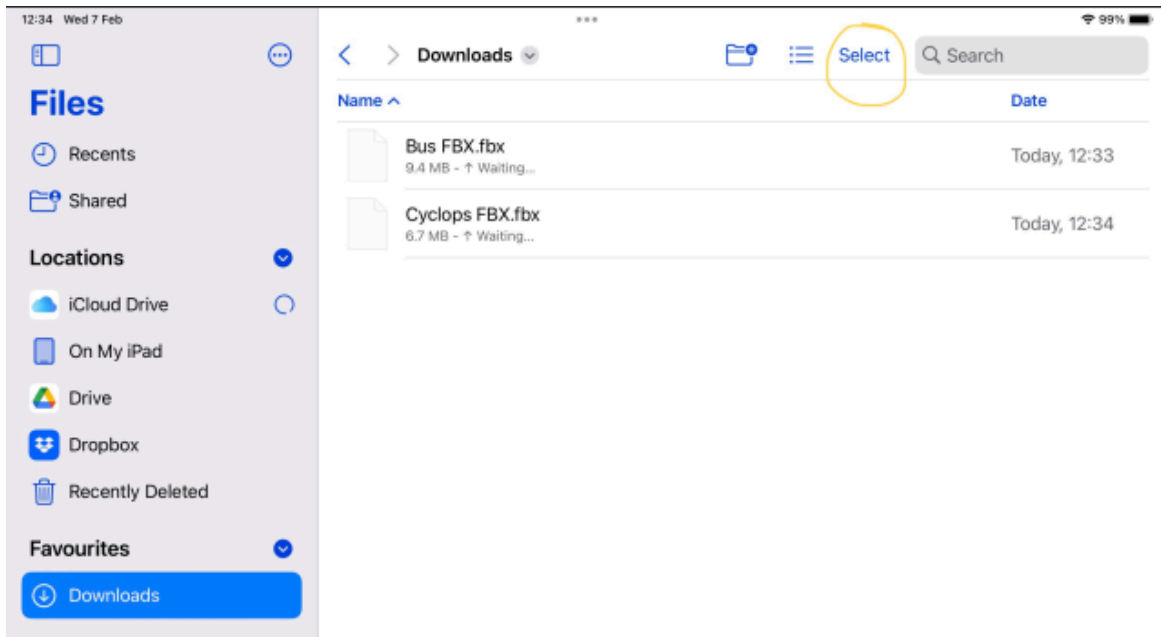 12:34 Wed 7 Feb
99%
Files
Recents
Shared
Locations
iCloud Drive
On My iPad
Drive
Dropbox
Recently Deleted
Favourites
Downloads
Downloads
Select
Search
Name
Date
Bus FBX.fbx
9.4 MB - ↑ Waiting...
Today, 12:33
Cyclops FBX.fbx
6.7 MB - ↑ Waiting...
Today, 12:34